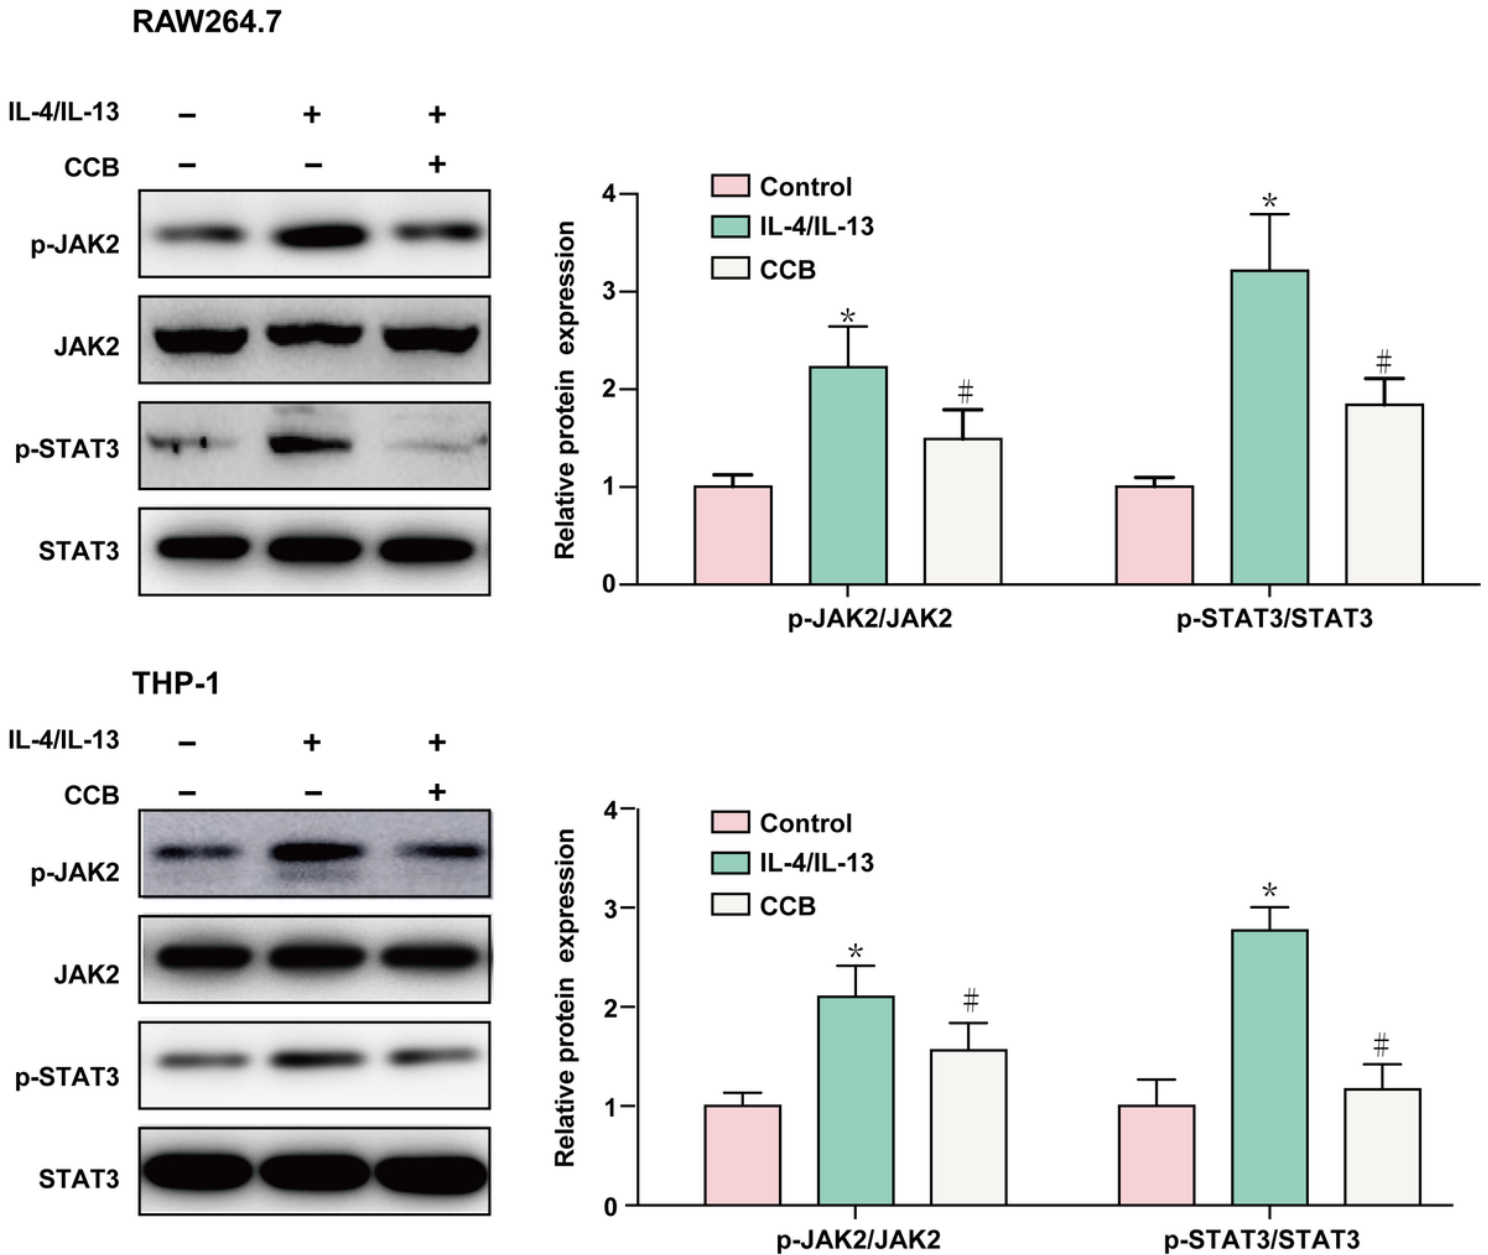 RAW264.7
IL-4/IL-13 − + +
CCB − − +
p-JAK2
JAK2
p-STAT3
STAT3
Relative protein expression
4
3
2
1
0
Control
IL-4/IL-13
CCB
* # * #
p-JAK2/JAK2 p-STAT3/STAT3
THP-1
IL-4/IL-13 − + +
CCB − − +
p-JAK2
JAK2
p-STAT3
STAT3
Relative protein expression
4
3
2
1
0
Control
IL-4/IL-13
CCB
* # * #
p-JAK2/JAK2 p-STAT3/STAT3